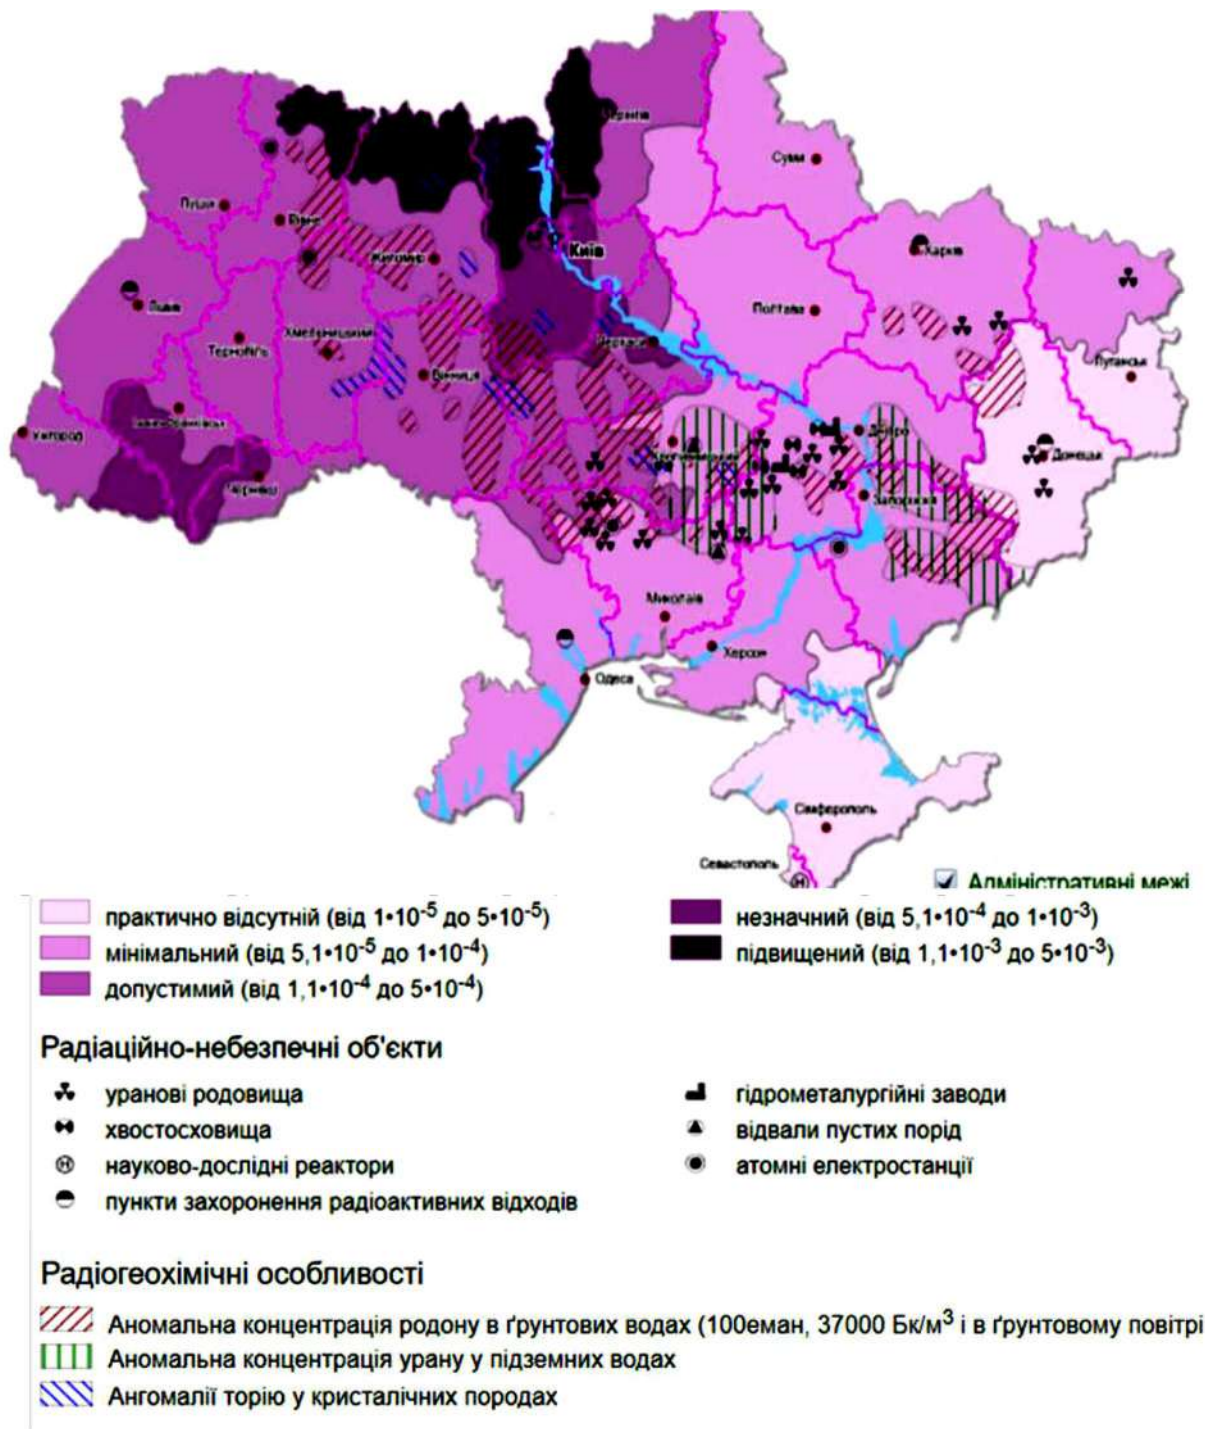 Чернігів
Суми
Луцьк
Рівне
Київ
Харків
Житомир
Львів
Полтава
Тернопіль
Хмельницький
Черкаси
Вінниця
Луганськ
Ужгород
Дніпро
Донецьк
Чернівці
Запоріжжя
Миколаїв
Херсон
Одеса
Сімферополь
Севастополь
Адміністративні межі
практично відсутній (від 1•10⁻⁵ до 5•10⁻⁵)
незначний (від 5,1•10⁻⁴ до 1•10⁻³)
мінімальний (від 5,1•10⁻⁵ до 1•10⁻⁴)
підвищений (від 1,1•10⁻³ до 5•10⁻³)
допустимий (від 1,1•10⁻⁴ до 5•10⁻⁴)
Радіаційно-небезпечні об'єкти
уранові родовища
гідрометалургійні заводи
хвостосховища
відвали пустих порід
науково-дослідні реактори
атомні електростанції
пункти захоронення радіоактивних відходів
Радіогеохімічні особливості
Аномальна концентрація родону в ґрунтових водах (100еман, 37000 Бк/м³ і в ґрунтовому повітрі
Аномальна концентрація урану у підземних водах
Ангомалії торію у кристалічних породах